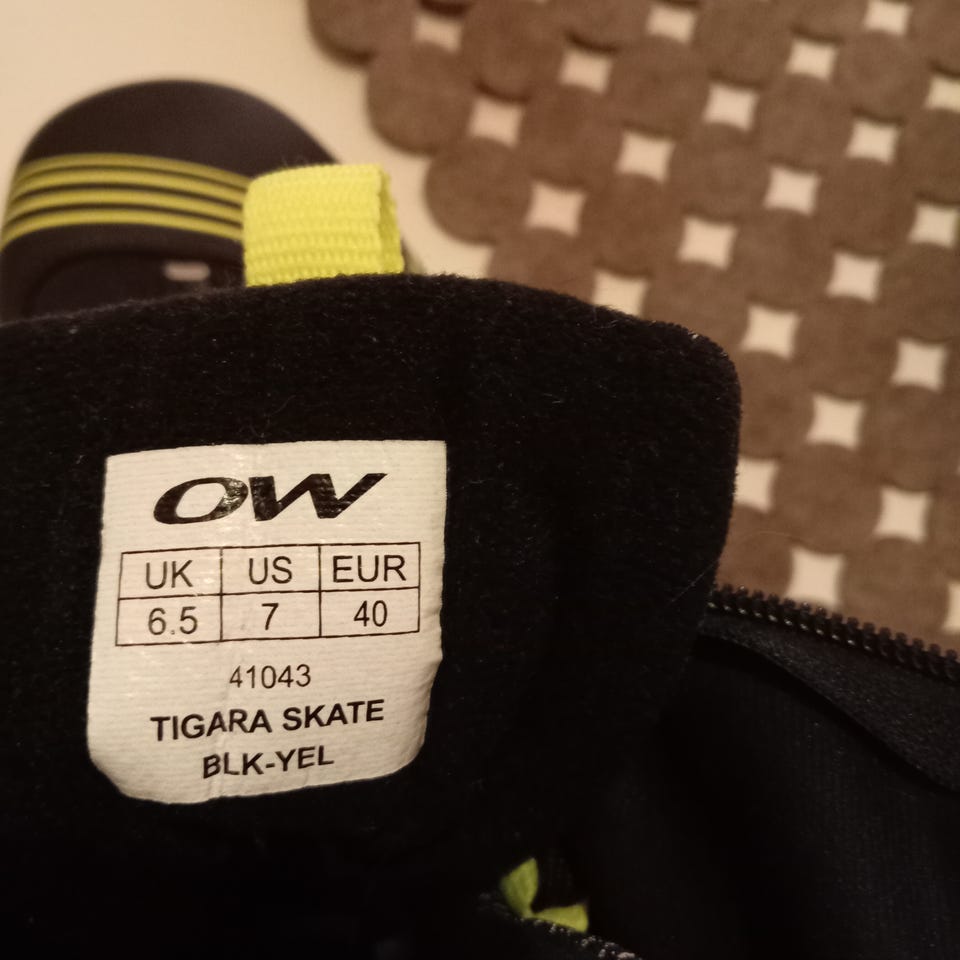 OW
UK US EUR
6.5 7 40
41043
TIGARA SKATE
BLK-YEL